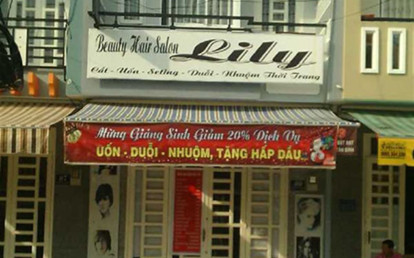 Beauty Hair Salon Lily
Cắt - Uốn - Seting - Duỗi - Nhuộm Thời Trang
Mừng Giáng Sinh Giảm 20% Dịch Vụ
UỐN - DUỖI - NHUỘM, TẶNG HẤP DẦU